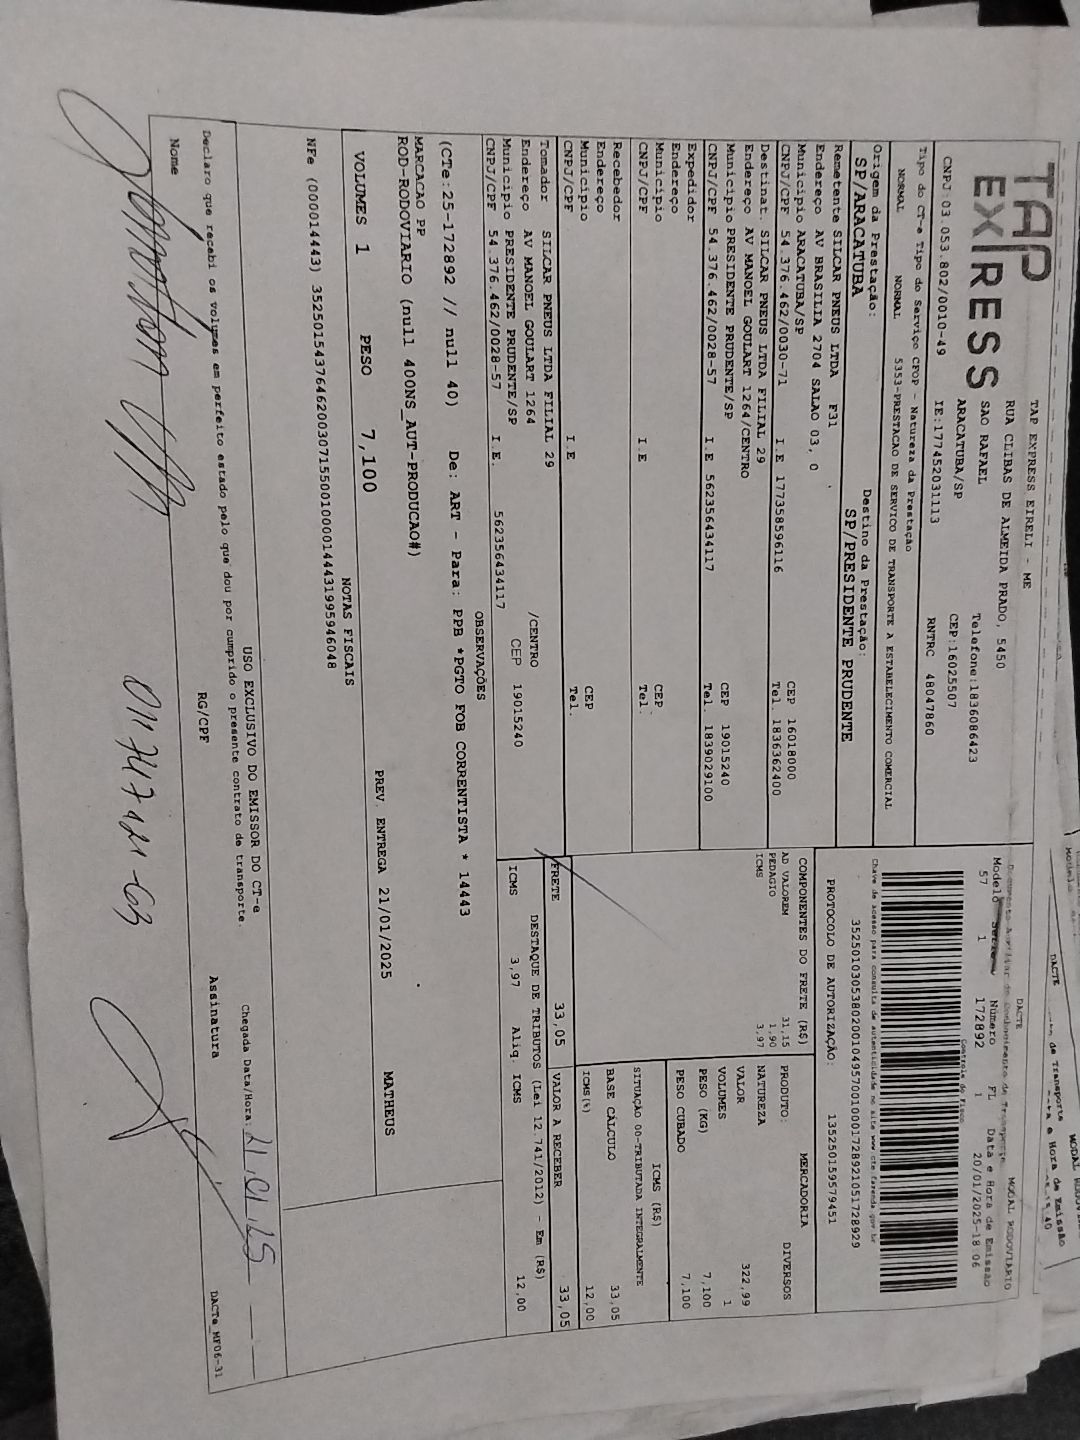 TAP
EXPRESS
TAP EXPRESS EIRELI - ME
RUA CLIBAS DE ALMEIDA PRADO, 5450
SAO RAFAEL Telefone:1836086423
ARACATUBA/SP CEP:16025507
CNPJ:03.053.802/0010-49 IE:177452031113 RNTRC 48047860
Tipo do CT-e Tipo do Serviço CFOP - Natureza da Prestação
NORMAL NORMAL 5353-PRESTACAO DE SERVICO DE TRANSPORTE A ESTABELECIMENTO COMERCIAL
Origem da Prestação: Destino da Prestação:
SP/ARACATUBA SP/PRESIDENTE PRUDENTE
Remetente SILCAR PNEUS LTDA F31
Endereço AV BRASILIA 2704 SALAO 03, 0
Município ARACATUBA/SP CEP 16018000
CNPJ/CPF 54.376.462/0030-71 I.E 177358596116 Tel. 1836362400
Destinat. SILCAR PNEUS LTDA FILIAL 29
Endereço AV MANOEL GOULART 1264/CENTRO
Município PRESIDENTE PRUDENTE/SP CEP 19015240
CNPJ/CPF 54.376.462/0028-57 I.E 562356434117 Tel. 1839029100
Expedidor
Endereço
Município CEP
CNPJ/CPF I.E Tel.
Recebedor
Endereço
Município CEP
CNPJ/CPF I.E Tel.
Tomador SILCAR PNEUS LTDA FILIAL 29
Endereço AV MANOEL GOULART 1264 /CENTRO
Município PRESIDENTE PRUDENTE/SP CEP 19015240
CNPJ/CPF 54.376.462/0028-57 I.E. 562356434117
DACTE
Documento Auxiliar do Conhecimento de Transporte MODAL RODOVIARIO
Modelo Série Número FL Data e Hora de Emissão
57 1 172892 1 20/01/2025-18 06
Controle do Fisco
Chave de acesso para consulta de autenticidade no site www.cte.fazenda.gov.br
35250103053802001049570010001728921051728929
PROTOCOLO DE AUTORIZAÇÃO: 135250159579451
COMPONENTES DO FRETE (R$)
AD VALOREM 31,15
PEDAGIO 1,90
ICMS 3,97
MERCADORIA
PRODUTO: DIVERSOS
NATUREZA
VALOR 322,99
VOLUMES 1
PESO (KG) 7,100
PESO CUBADO 7,100
ICMS (R$)
SITUAÇÃO 00-TRIBUTADA INTEGRALMENTE
BASE CÁLCULO 33,05
ICMS(%) 12,00
FRETE 33,05 VALOR A RECEBER 33,05
DESTAQUE DE TRIBUTOS (Lei 12.741/2012) - Em (R$)
ICMS 3,97 Aliq. ICMS 12,00
OBSERVAÇÕES
(CTe:25-172892 // null 40) De: ART - Para: PPB *PGTO FOB CORRENTISTA * 14443
MARCACAO PP
ROD-RODOVIARIO (null 400NS_AUT-PRODUCAO#)
VOLUMES 1 PESO 7,100 PREV. ENTREGA 21/01/2025 MATHEUS
NOTAS FISCAIS
NFe (000014443) 35250154376462003071550010000144431995946048
USO EXCLUSIVO DO EMISSOR DO CT-e
Declaro que recebi os volumes em perfeito estado pelo que dou por cumprido o presente contrato de transporte.
Chegada Data/Hora: 21.01.25
Nome RG/CPF Assinatura
DACTe_MF06-31